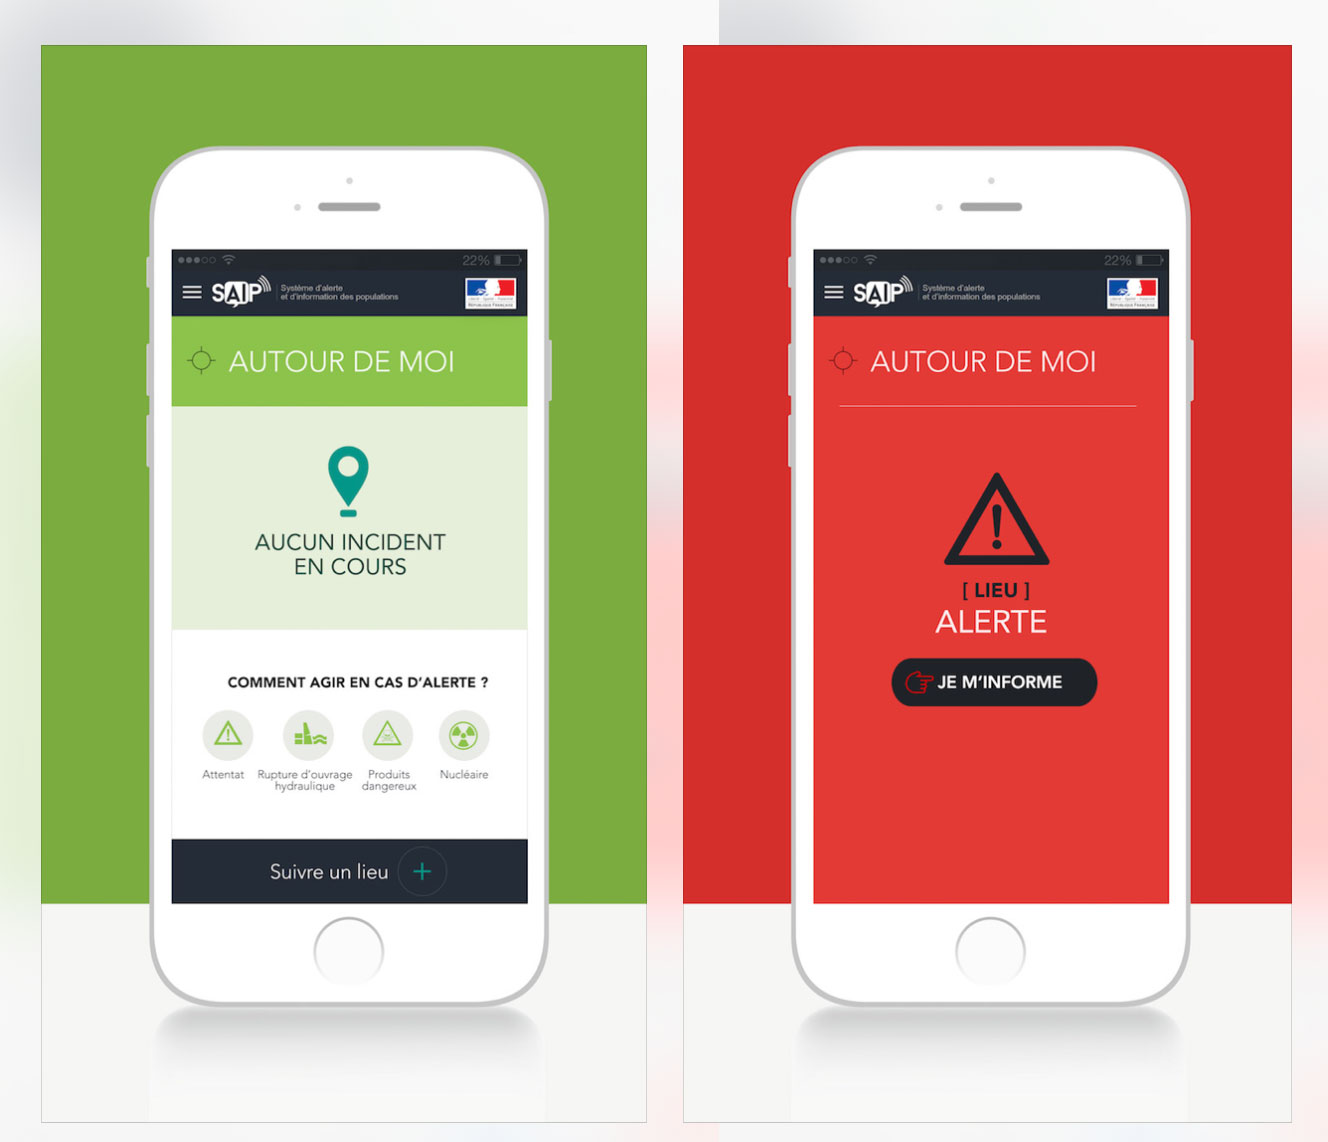 22%
SAIP
Système d'alerte
et d'information des populations
AUTOUR DE MOI
AUCUN INCIDENT
EN COURS
COMMENT AGIR EN CAS D'ALERTE ?
Attentat
Rupture d'ouvrage
hydraulique
Produits
dangereux
Nucléaire
Suivre un lieu
22%
SAIP
Système d'alerte
et d'information des populations
AUTOUR DE MOI
[ LIEU ]
ALERTE
JE M'INFORME